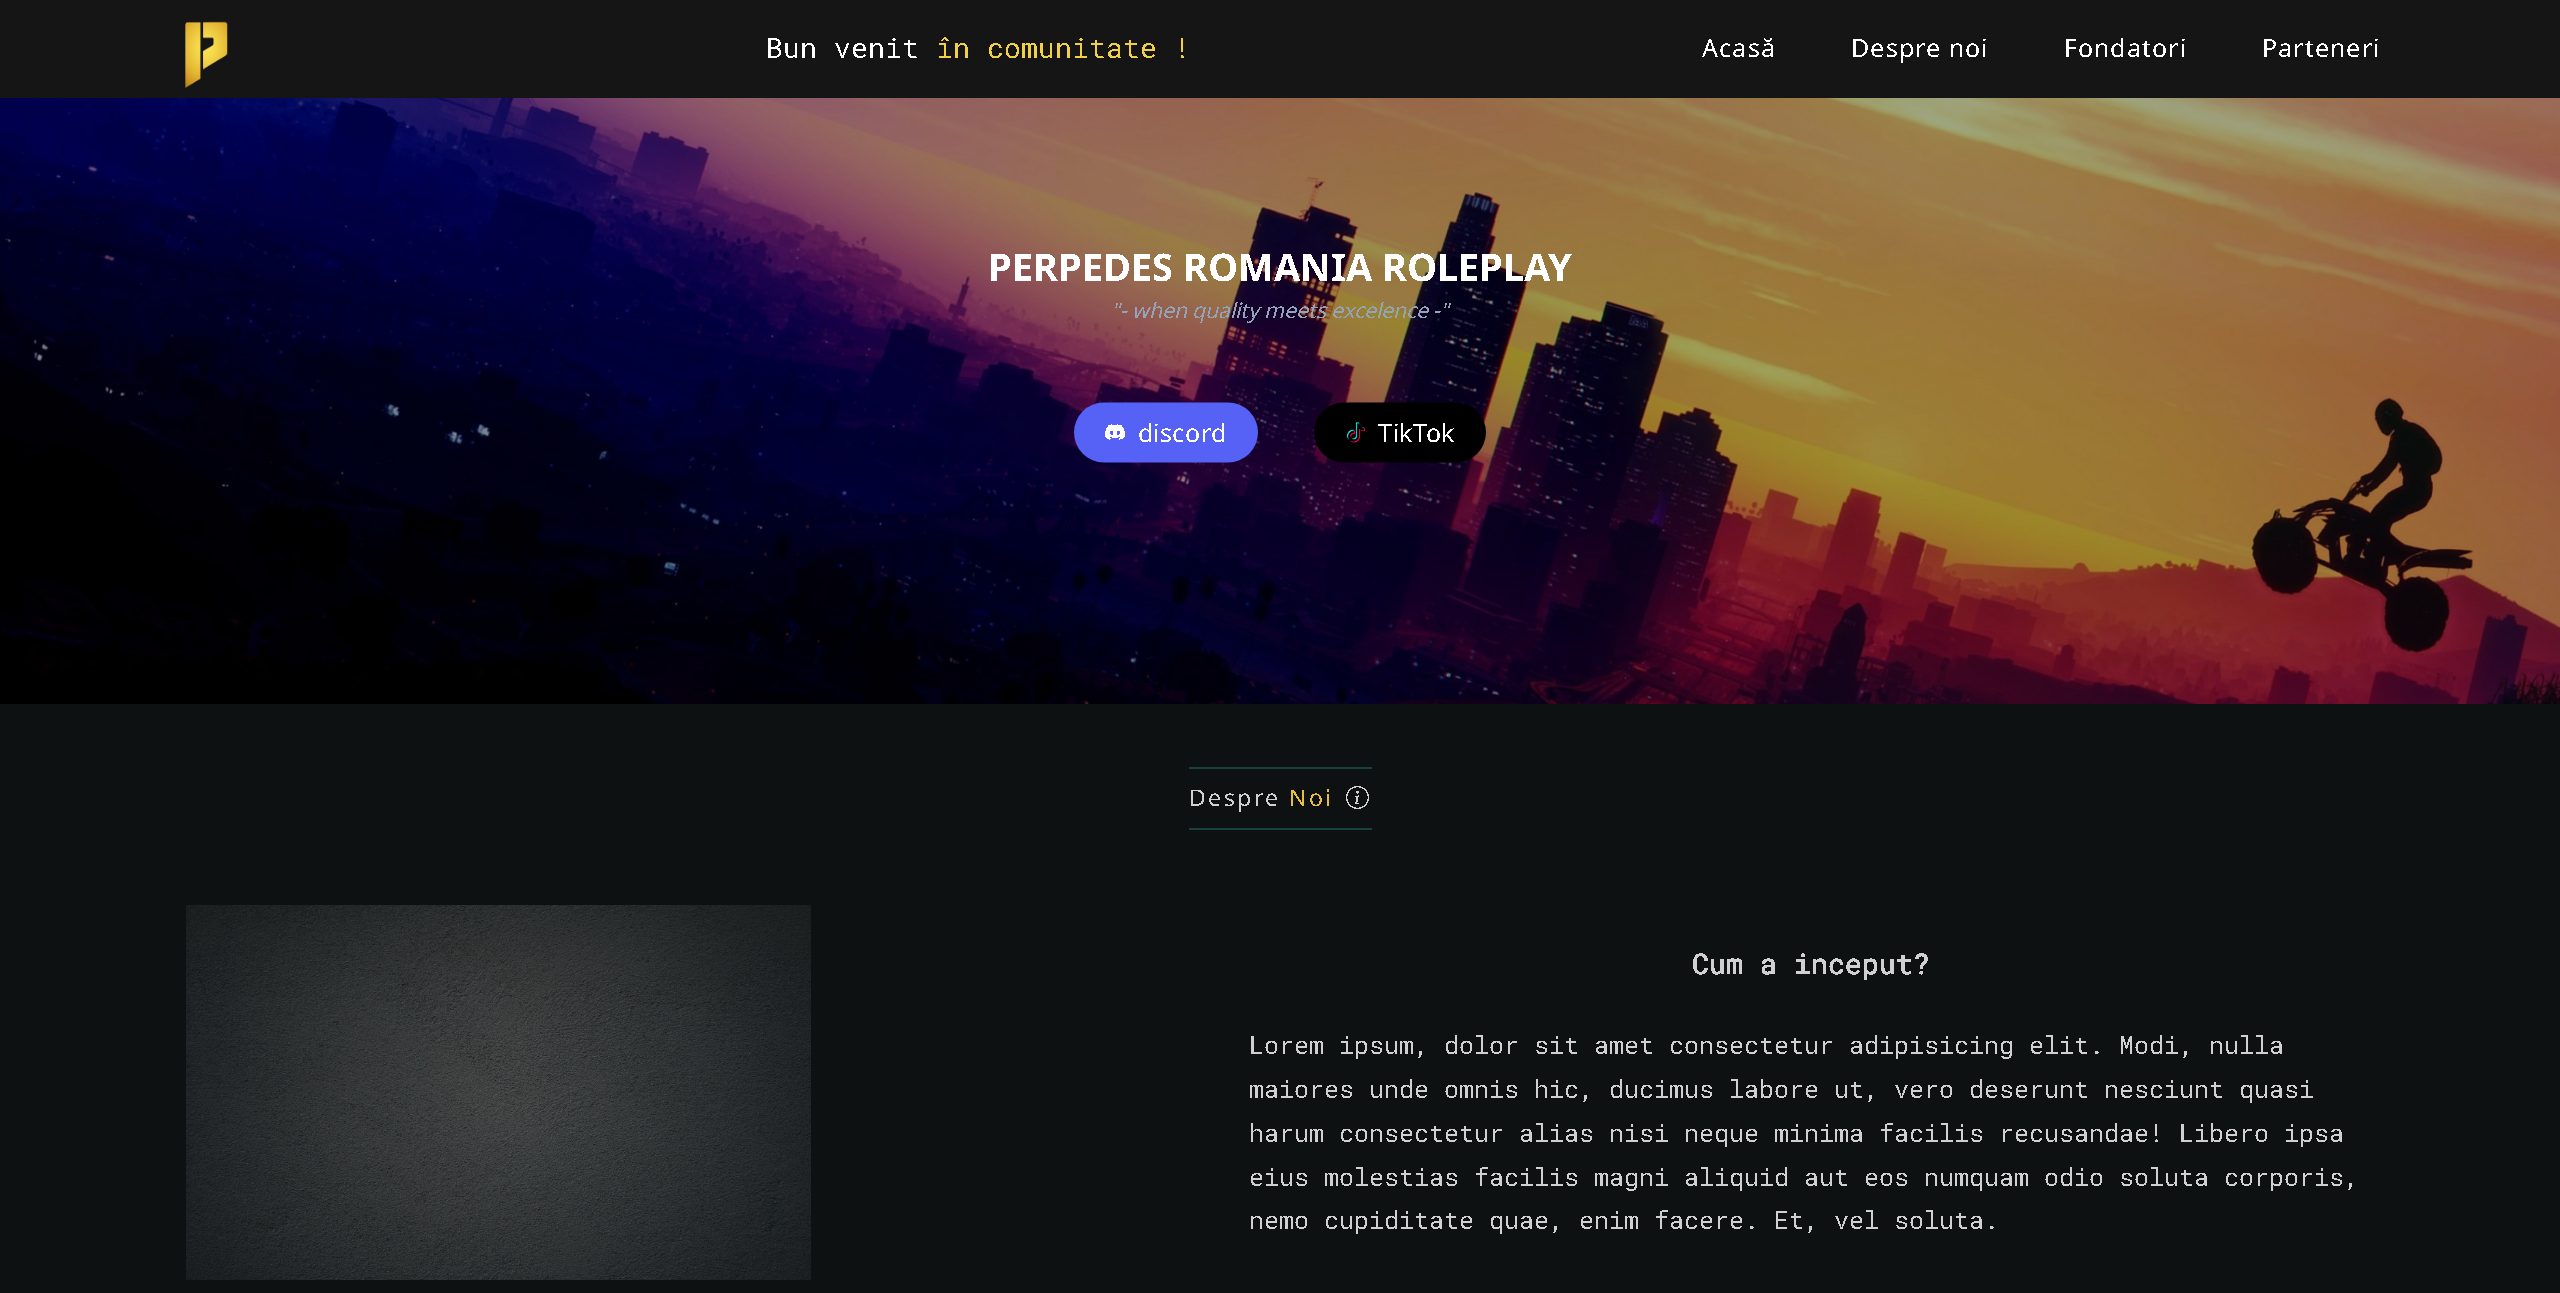 Bun venit în comunitate !
Acasă
Despre noi
Fondatori
Parteneri
PERPEDES ROMANIA ROLEPLAY
"- when quality meets excelence -"
discord
TikTok
Despre Noi
Cum a inceput?
Lorem ipsum, dolor sit amet consectetur adipisicing elit. Modi, nulla
maiores unde omnis hic, ducimus labore ut, vero deserunt nesciunt quasi
harum consectetur alias nisi neque minima facilis recusandae! Libero ipsa
eius molestias facilis magni aliquid aut eos numquam odio soluta corporis,
nemo cupiditate quae, enim facere. Et, vel soluta.